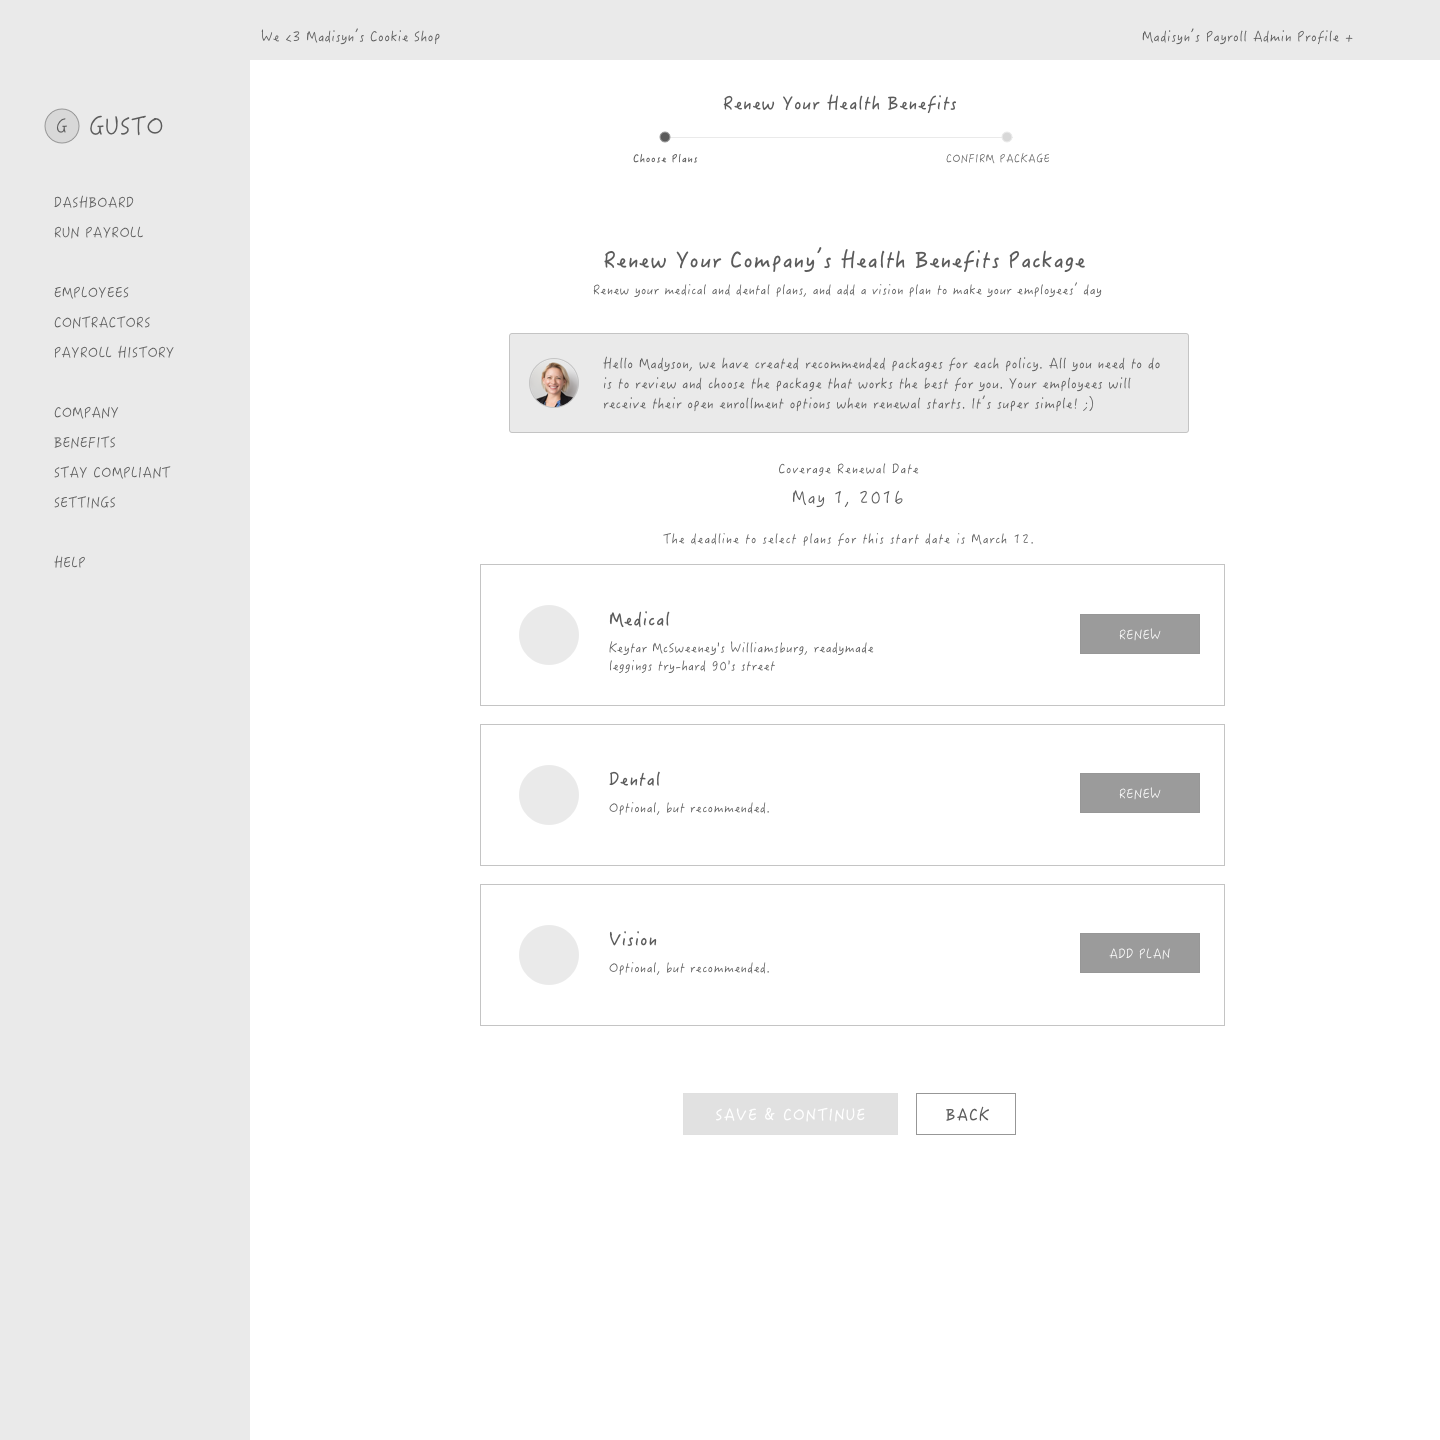 We <3 Madisyn's Cookie Shop
Madisyn's Payroll Admin Profile +
G GUSTO
DASHBOARD
RUN PAYROLL
EMPLOYEES
CONTRACTORS
PAYROLL HISTORY
COMPANY
BENEFITS
STAY COMPLIANT
SETTINGS
HELP
Renew Your Health Benefits
Choose Plans
CONFIRM PACKAGE
Renew Your Company's Health Benefits Package
Renew your medical and dental plans, and add a vision plan to make your employees' day
Hello Madyson, we have created recommended packages for each policy. All you need to do
is to review and choose the package that works the best for you. Your employees will
receive their open enrollment options when renewal starts. It's super simple! ;)
Coverage Renewal Date
May 1, 2016
The deadline to select plans for this start date is March 12.
Medical
Keytar McSweeney's Williamsburg, readymade
leggings try-hard 90's street
RENEW
Dental
Optional, but recommended.
RENEW
Vision
Optional, but recommended.
ADD PLAN
SAVE & CONTINUE
BACK